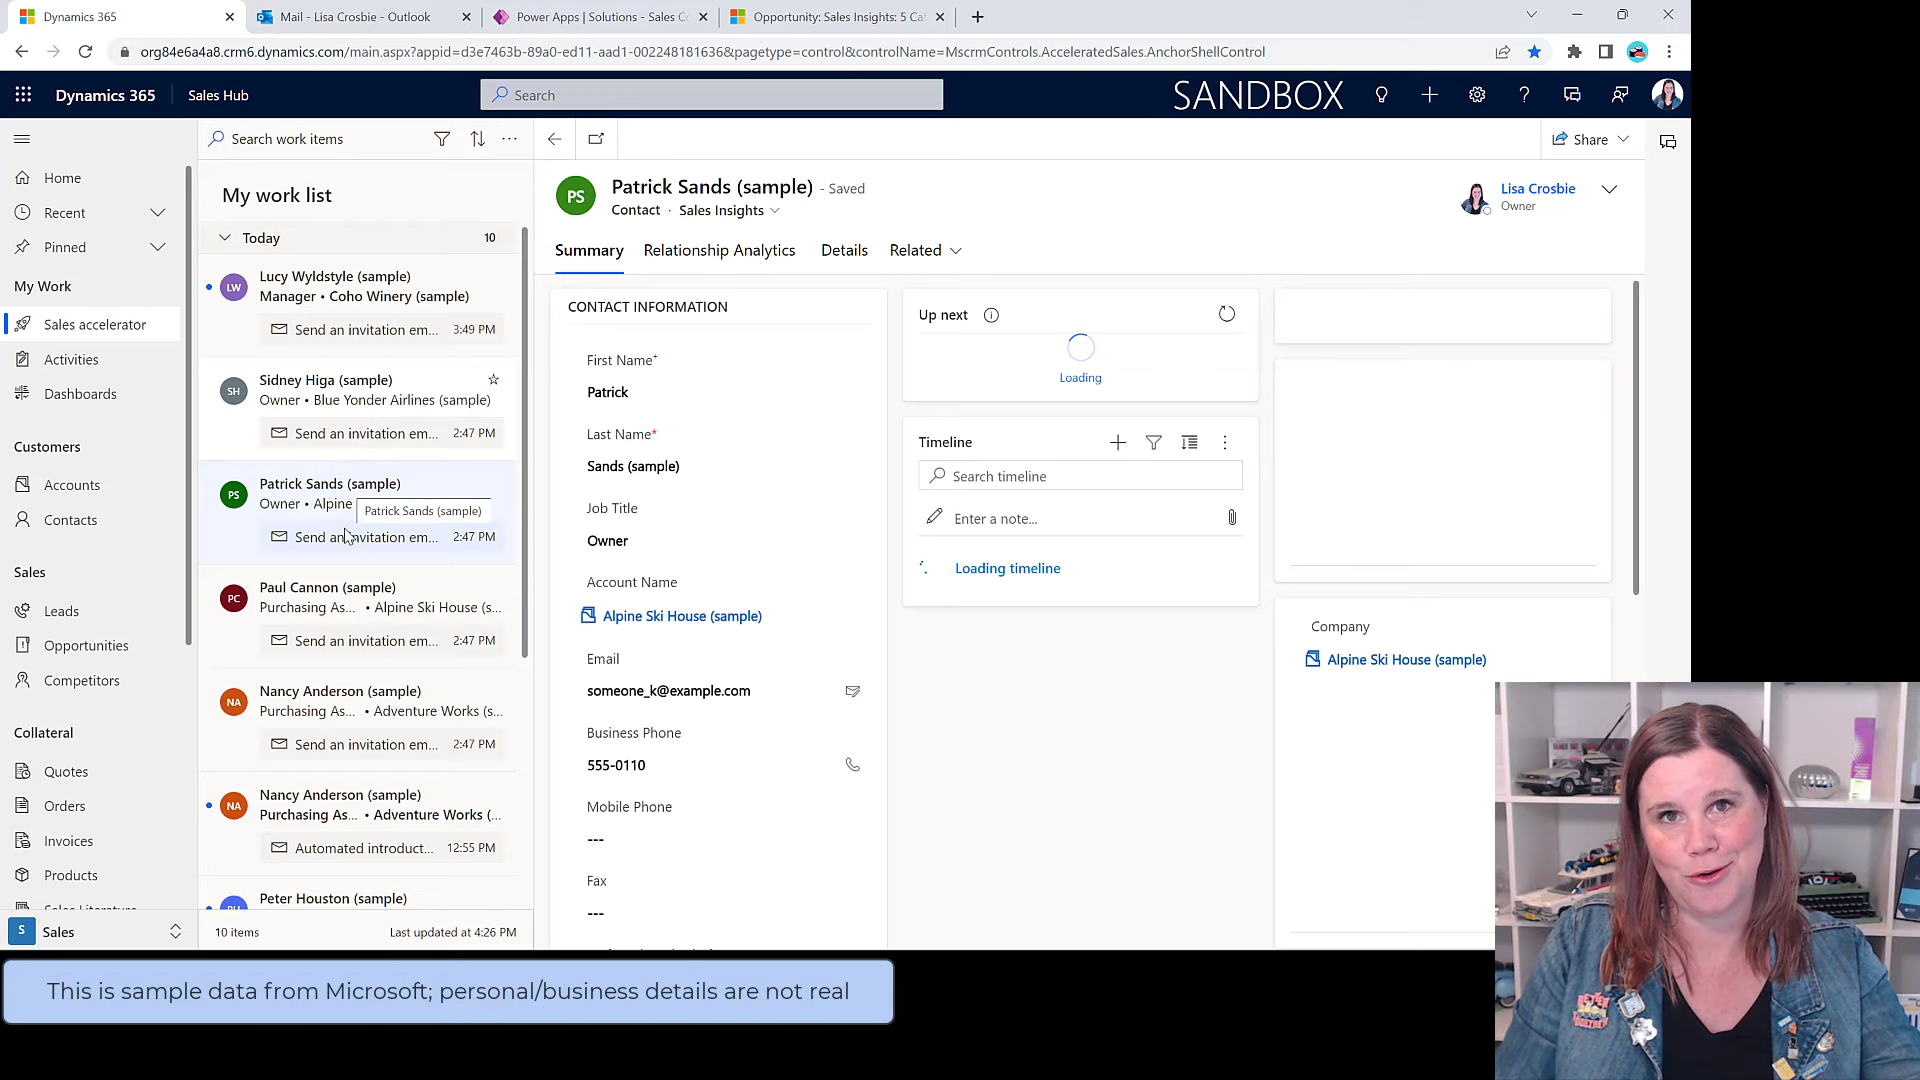 Dynamics 365
Mail - Lisa Crosbie - Outlook
Power Apps | Solutions - Sales C
Opportunity: Sales Insights: 5 Ca
org84e6a4a8.crm6.dynamics.com/main.aspx?appid=d3e7463b-89a0-ed11-aad1-002248181636&pagetype=control&controlName=MscrmControls.AcceleratedSales.AnchorShellControl
Dynamics 365
Sales Hub
Search
SANDBOX
Home
Recent
Pinned
My Work
Sales accelerator
Activities
Dashboards
Customers
Accounts
Contacts
Sales
Leads
Opportunities
Competitors
Collateral
Quotes
Orders
Invoices
Products
Sales Literature
S Sales
Search work items
My work list
Today 10
LW
Lucy Wyldstyle (sample)
Manager • Coho Winery (sample)
Send an invitation em... 3:49 PM
SH
Sidney Higa (sample)
Owner • Blue Yonder Airlines (sample)
Send an invitation em... 2:47 PM
PS
Patrick Sands (sample)
Owner • Alpine
Patrick Sands (sample)
Send an invitation em... 2:47 PM
PC
Paul Cannon (sample)
Purchasing As... • Alpine Ski House (s...
Send an invitation em... 2:47 PM
NA
Nancy Anderson (sample)
Purchasing As... • Adventure Works (s...
Send an invitation em... 2:47 PM
NA
Nancy Anderson (sample)
Purchasing As... • Adventure Works (...
Automated introduct... 12:55 PM
PH
Peter Houston (sample)
10 items
Last updated at 4:26 PM
Share
PS
Patrick Sands (sample) - Saved
Contact · Sales Insights
Lisa Crosbie
Owner
Summary
Relationship Analytics
Details
Related
CONTACT INFORMATION
First Name+
Patrick
Last Name*
Sands (sample)
Job Title
Owner
Account Name
Alpine Ski House (sample)
Email
someone_k@example.com
Business Phone
555-0110
Mobile Phone
---
Fax
---
Up next
Loading
Timeline
Search timeline
Enter a note...
Loading timeline
Company
Alpine Ski House (sample)
This is sample data from Microsoft; personal/business details are not real